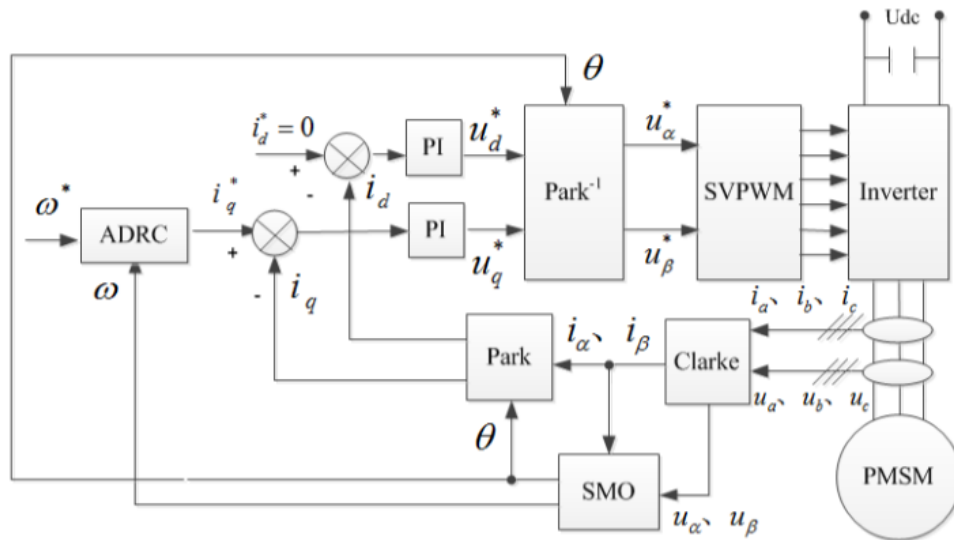 Udc
θ
i_d^* = 0
+
-
PI
u_d^*
u_α^*
i_d
Park^-1
SVPWM
Inverter
ω^*
i_q^*
ADRC
+
PI
u_q^*
u_β^*
ω
-
i_q
i_a、 i_b、 i_c
i_α、 i_β
Park
Clarke
u_a、 u_b、 u_c
θ
SMO
PMSM
u_α、 u_β